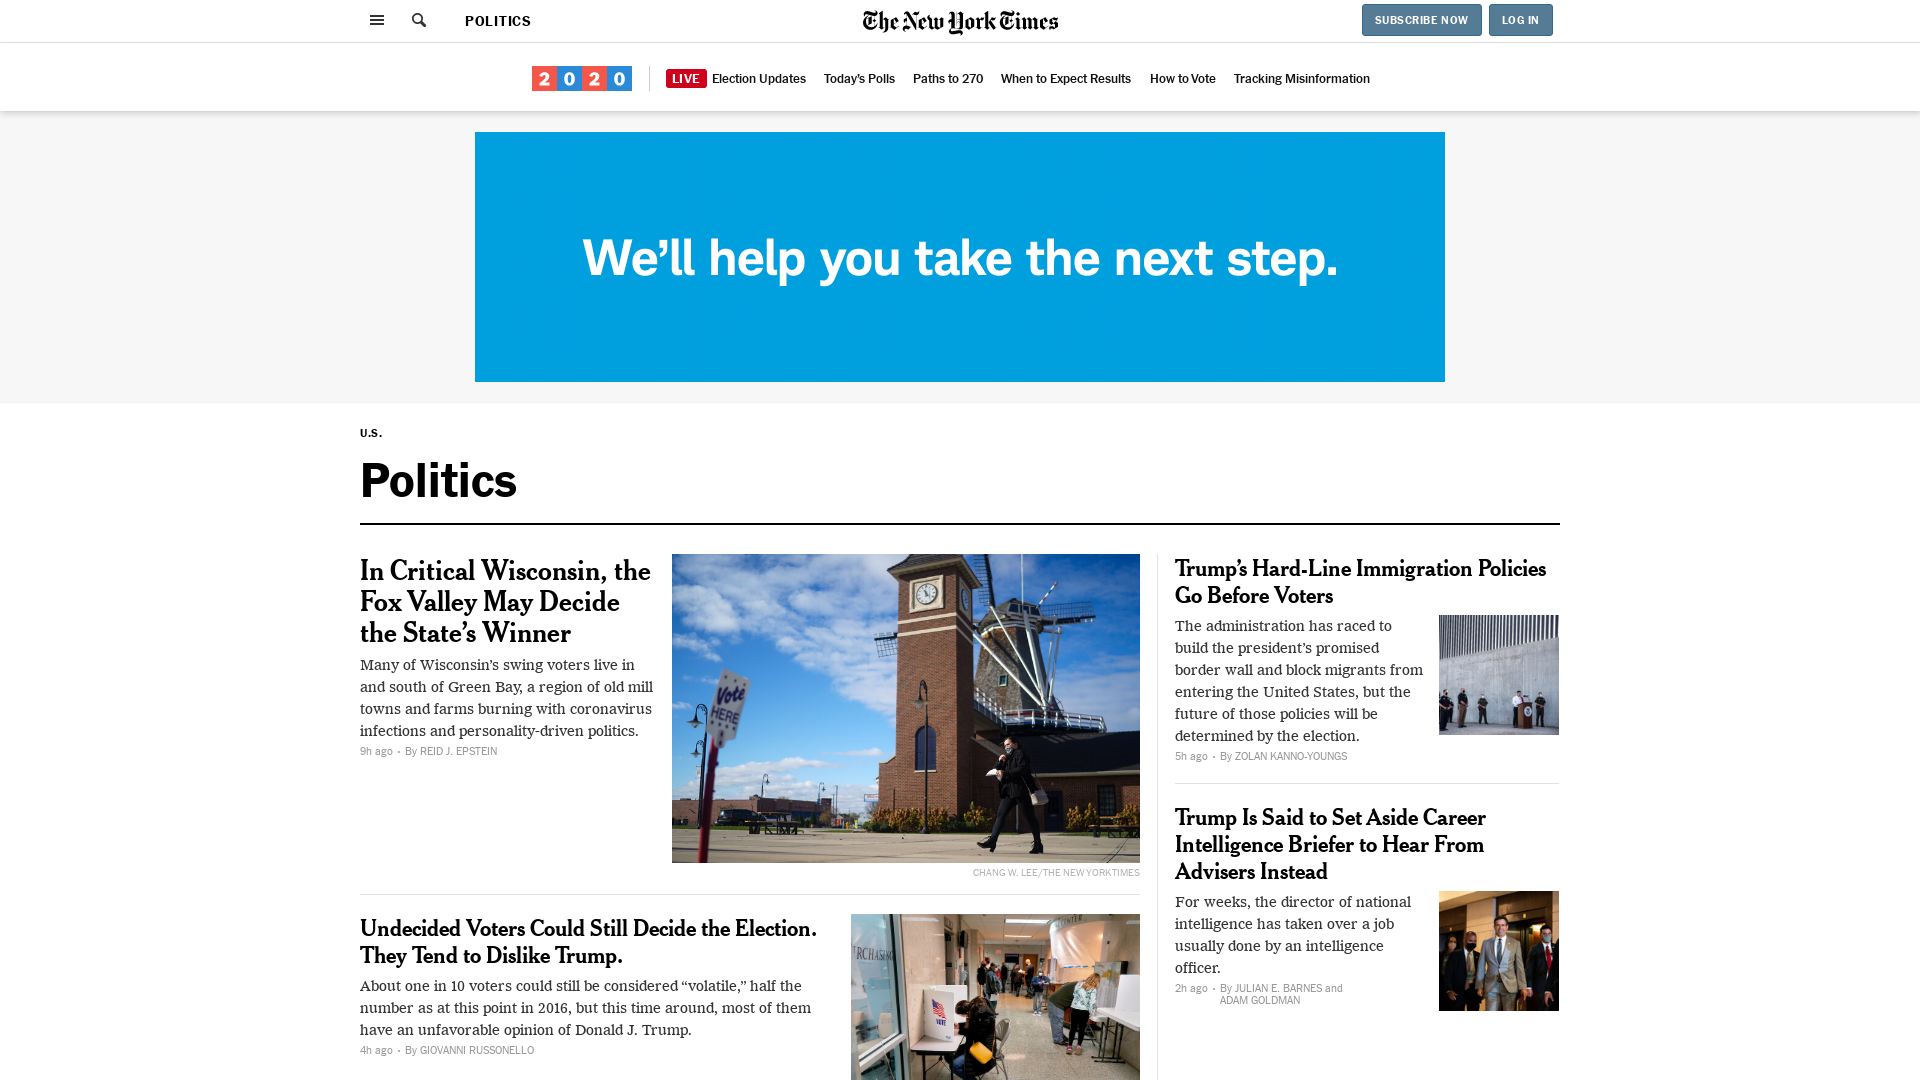 POLITICS
The New York Times
SUBSCRIBE NOW
LOG IN
2020
LIVE Election Updates
Today's Polls
Paths to 270
When to Expect Results
How to Vote
Tracking Misinformation
We'll help you take the next step.
U.S.
Politics
In Critical Wisconsin, the
Fox Valley May Decide
the State's Winner
Many of Wisconsin's swing voters live in
and south of Green Bay, a region of old mill
towns and farms burning with coronavirus
infections and personality-driven politics.
9h ago • By REID J. EPSTEIN
Vote
HERE
CHANG W. LEE/THE NEW YORK TIMES
Undecided Voters Could Still Decide the Election.
They Tend to Dislike Trump.
About one in 10 voters could still be considered “volatile,” half the
number as at this point in 2016, but this time around, most of them
have an unfavorable opinion of Donald J. Trump.
4h ago • By GIOVANNI RUSSONELLO
VOTE
Trump's Hard-Line Immigration Policies
Go Before Voters
The administration has raced to
build the president's promised
border wall and block migrants from
entering the United States, but the
future of those policies will be
determined by the election.
5h ago • By ZOLAN KANNO-YOUNGS
Trump Is Said to Set Aside Career
Intelligence Briefer to Hear From
Advisers Instead
For weeks, the director of national
intelligence has taken over a job
usually done by an intelligence
officer.
2h ago • By JULIAN E. BARNES and
ADAM GOLDMAN